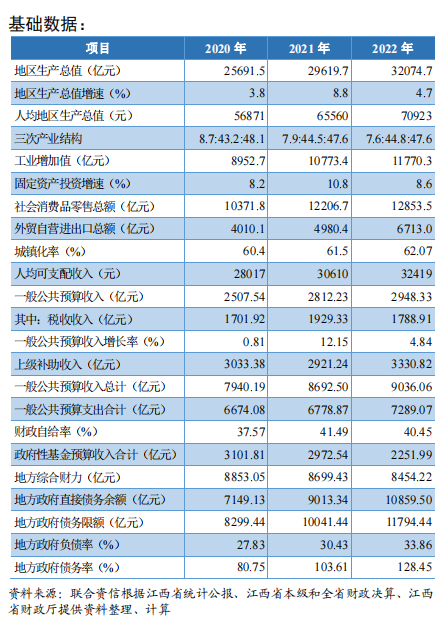 基础数据：
项目 2020 年 2021 年 2022 年
地区生产总值（亿元） 25691.5 29619.7 32074.7
地区生产总值增速（%） 3.8 8.8 4.7
人均地区生产总值（元） 56871 65560 70923
三次产业结构 8.7:43.2:48.1 7.9:44.5:47.6 7.6:44.8:47.6
工业增加值（亿元） 8952.7 10773.4 11770.3
固定资产投资增速（%） 8.2 10.8 8.6
社会消费品零售总额（亿元） 10371.8 12206.7 12853.5
外贸自营进出口总额（亿元） 4010.1 4980.4 6713.0
城镇化率（%） 60.4 61.5 62.07
人均可支配收入（元） 28017 30610 32419
一般公共预算收入（亿元） 2507.54 2812.23 2948.33
其中：税收收入（亿元） 1701.92 1929.33 1788.91
一般公共预算收入增长率（%） 0.81 12.15 4.84
上级补助收入（亿元） 3033.38 2921.24 3330.82
一般公共预算收入总计（亿元） 7940.19 8692.50 9036.06
一般公共预算支出合计（亿元） 6674.08 6778.87 7289.07
财政自给率（%） 37.57 41.49 40.45
政府性基金预算收入合计（亿元） 3101.81 2972.54 2251.99
地方综合财力（亿元） 8853.05 8699.43 8454.22
地方政府直接债务余额（亿元） 7149.13 9013.34 10859.50
地方政府债务限额（亿元） 8299.44 10041.44 11794.44
地方政府负债率（%） 27.83 30.43 33.86
地方政府债务率（%） 80.75 103.61 128.45
资料来源：联合资信根据江西省统计公报、江西省本级和全省财政决算、江西
省财政厅提供资料整理、计算